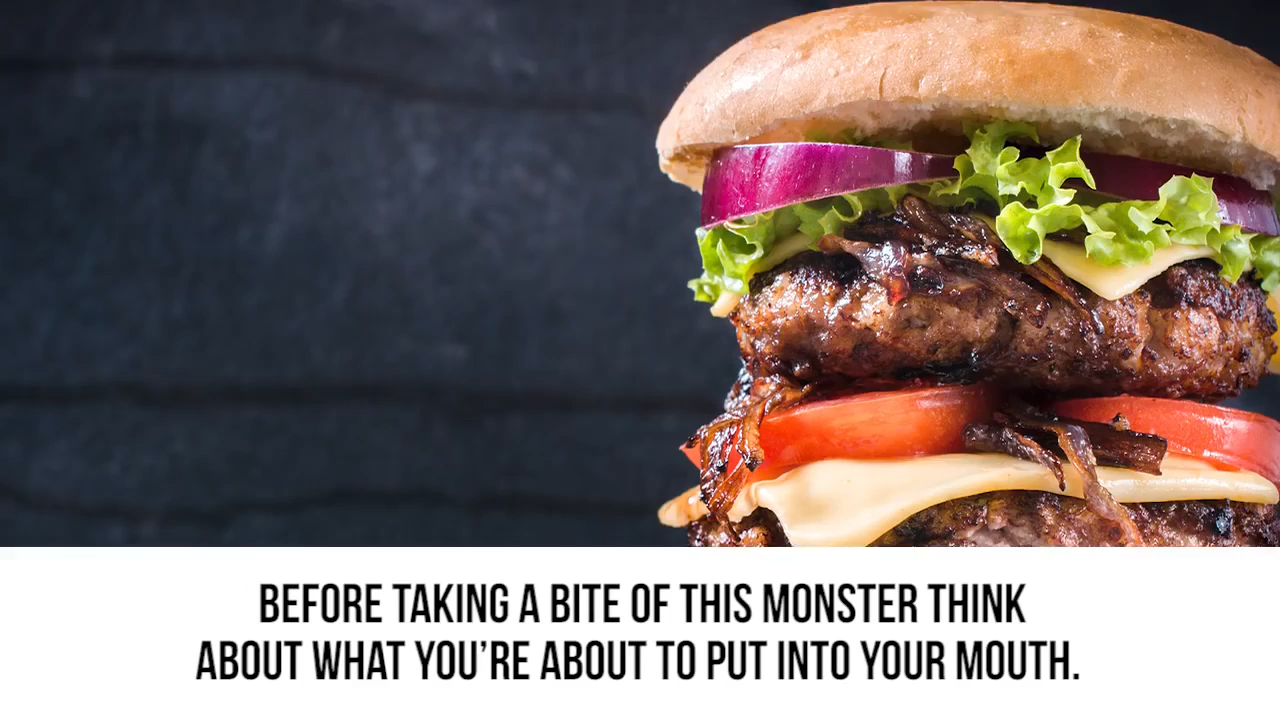 BEFORE TAKING A BITE OF THIS MONSTER THINK
ABOUT WHAT YOU’RE ABOUT TO PUT INTO YOUR MOUTH.